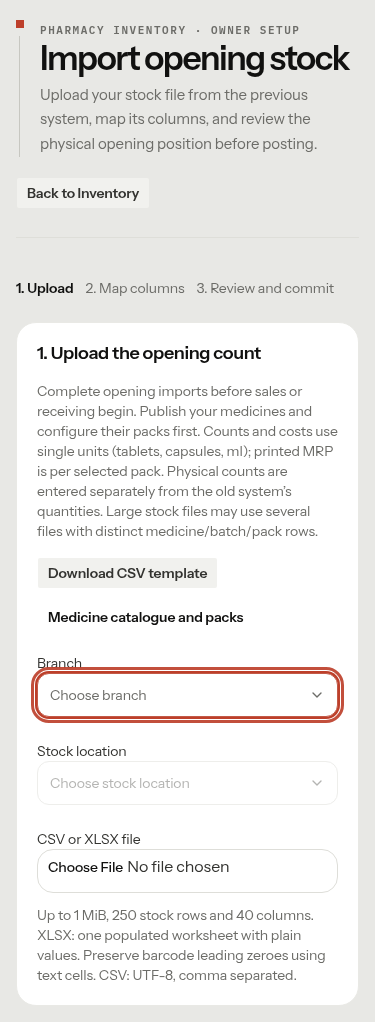 PHARMACY INVENTORY · OWNER SETUP
Import opening stock
Upload your stock file from the previous
system, map its columns, and review the
physical opening position before posting.
Back to Inventory
1. Upload 2. Map columns 3. Review and commit
1. Upload the opening count
Complete opening imports before sales or
receiving begin. Publish your medicines and
configure their packs first. Counts and costs use
single units (tablets, capsules, ml); printed MRP
is per selected pack. Physical counts are
entered separately from the old system's
quantities. Large stock files may use several
files with distinct medicine/batch/pack rows.
Download CSV template
Medicine catalogue and packs
Branch
Choose branch
Stock location
Choose stock location
CSV or XLSX file
Choose File No file chosen
Up to 1 MiB, 250 stock rows and 40 columns.
XLSX: one populated worksheet with plain
values. Preserve barcode leading zeroes using
text cells. CSV: UTF-8, comma separated.